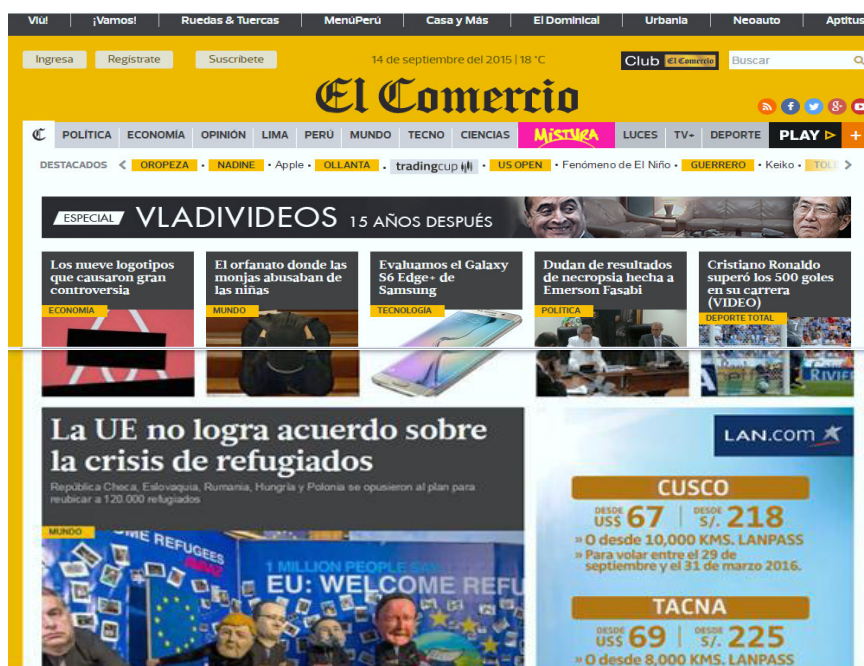 Viù!
¡Vamos!
Ruedas & Tuercas
MenúPerú
Casa y Más
El Dominical
Urbania
Neoauto
Aptitus
Ingresa
Regístrate
Suscríbete
14 de septiembre del 2015 | 18 °C
Club El Comercio
Buscar
El Comercio
POLÍTICA ECONOMÍA OPINIÓN LIMA PERÚ MUNDO TECNO CIENCIAS MISTURA LUCES TV+ DEPORTE PLAY +
DESTACADOS OROPEZA • NADINE • Apple • OLLANTA • tradingcup • US OPEN • Fenómeno de El Niño • GUERRERO • Keiko •
ESPECIAL VLADIVIDEOS 15 AÑOS DESPUÉS
Los nueve logotipos
que causaron gran
controversia
ECONOMÍA
El orfanato donde las
monjas abusaban de
las niñas
MUNDO
Evaluamos el Galaxy
S6 Edge+ de
Samsung
TECNOLOGÍA
Dudan de resultados
de necropsia hecha a
Emerson Fasabi
POLÍTICA
Cristiano Ronaldo
superó los 500 goles
en su carrera
(VIDEO)
DEPORTE TOTAL
RIVIE
La UE no logra acuerdo sobre
la crisis de refugiados
República Checa, Eslovaquia, Rumania, Hungría y Polonia se opusieron al plan para
reubicar a 120.000 refugiados
MUNDO
OME REFUGEES
1 MILLION PEOPLE SAY
EU: WELCOME REFU
LAN.com
CUSCO
DESDE US$ 67 | DESDE S/. 218
» O desde 10,000 KMS. LANPASS
» Para volar entre el 29 de
septiembre y el 31 de marzo 2016.
TACNA
DESDE US$ 69 | DESDE S/. 225
» O desde 8,000 KMS. LANPASS